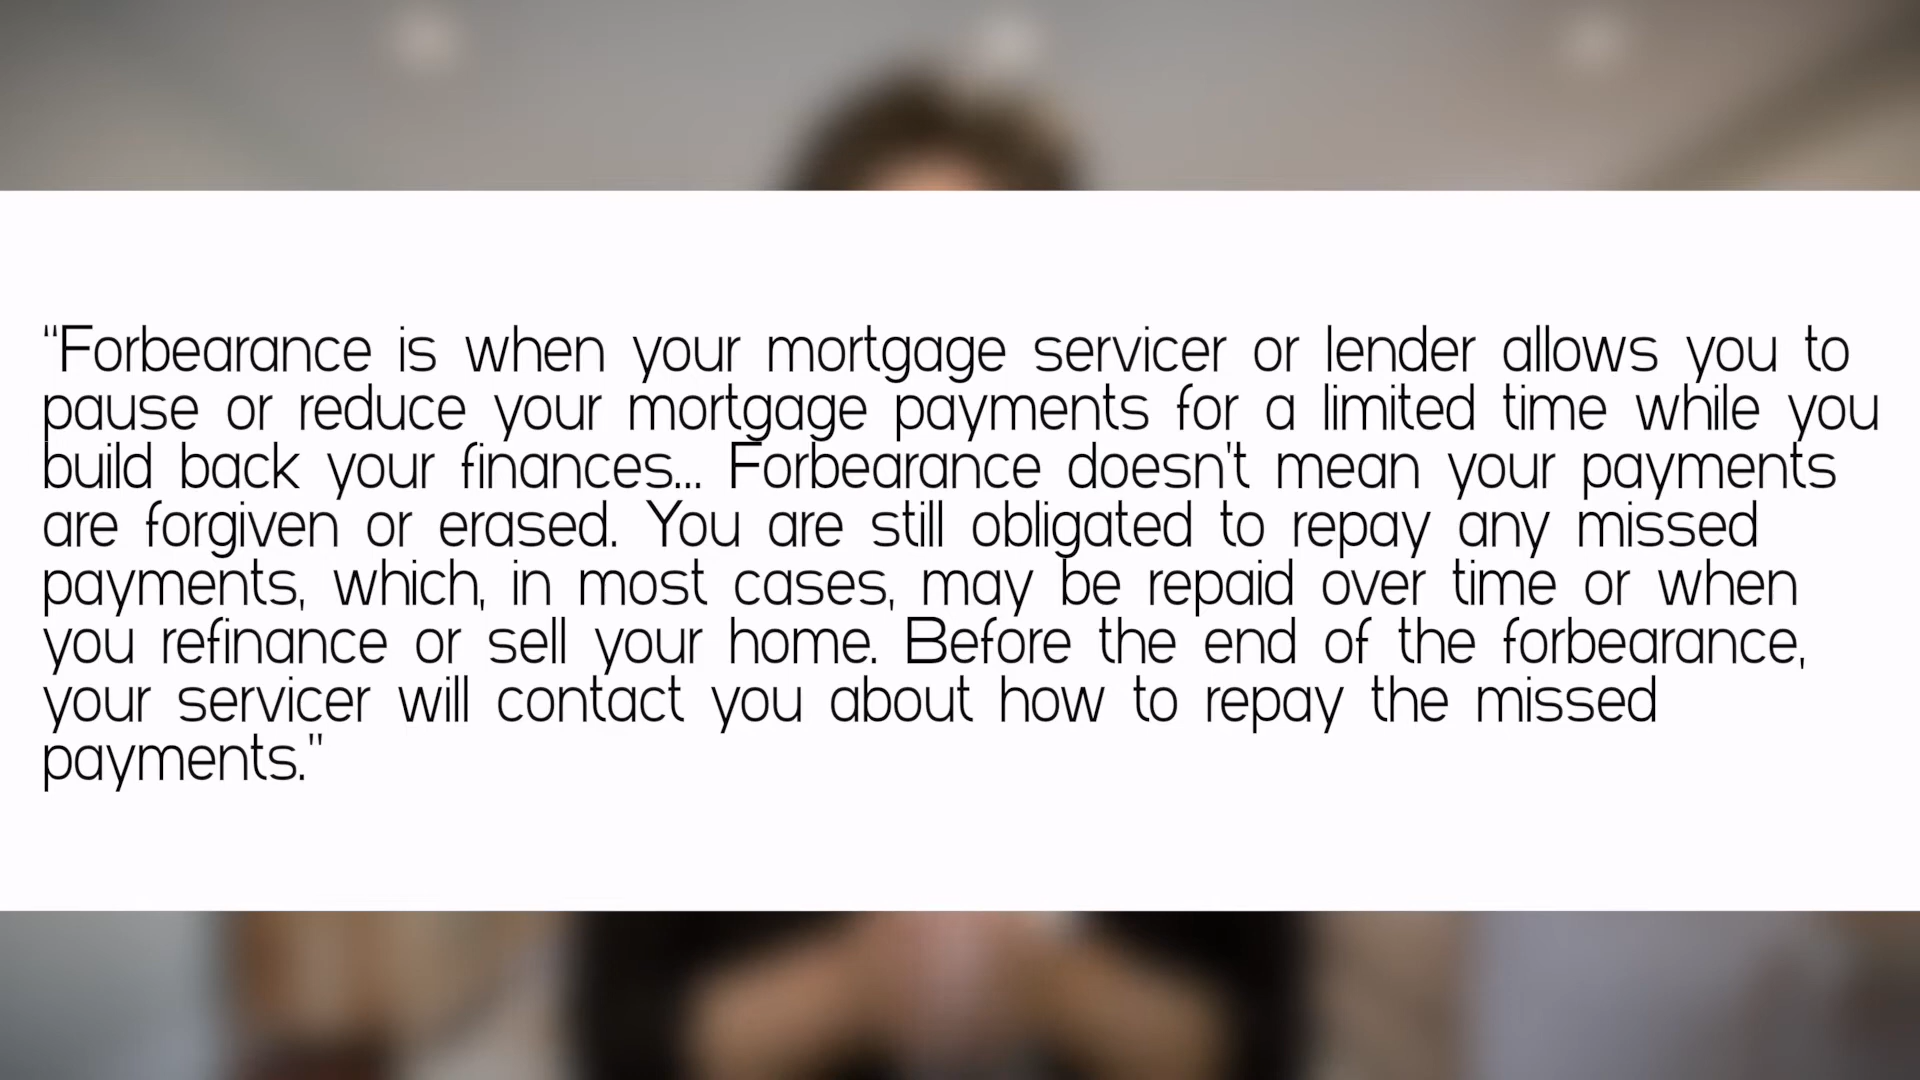 “Forbearance is when your mortgage servicer or lender allows you to
pause or reduce your mortgage payments for a limited time while you
build back your finances... Forbearance doesn't mean your payments
are forgiven or erased. You are still obligated to repay any missed
payments, which, in most cases, may be repaid over time or when
you refinance or sell your home. Before the end of the forbearance,
your servicer will contact you about how to repay the missed
payments."